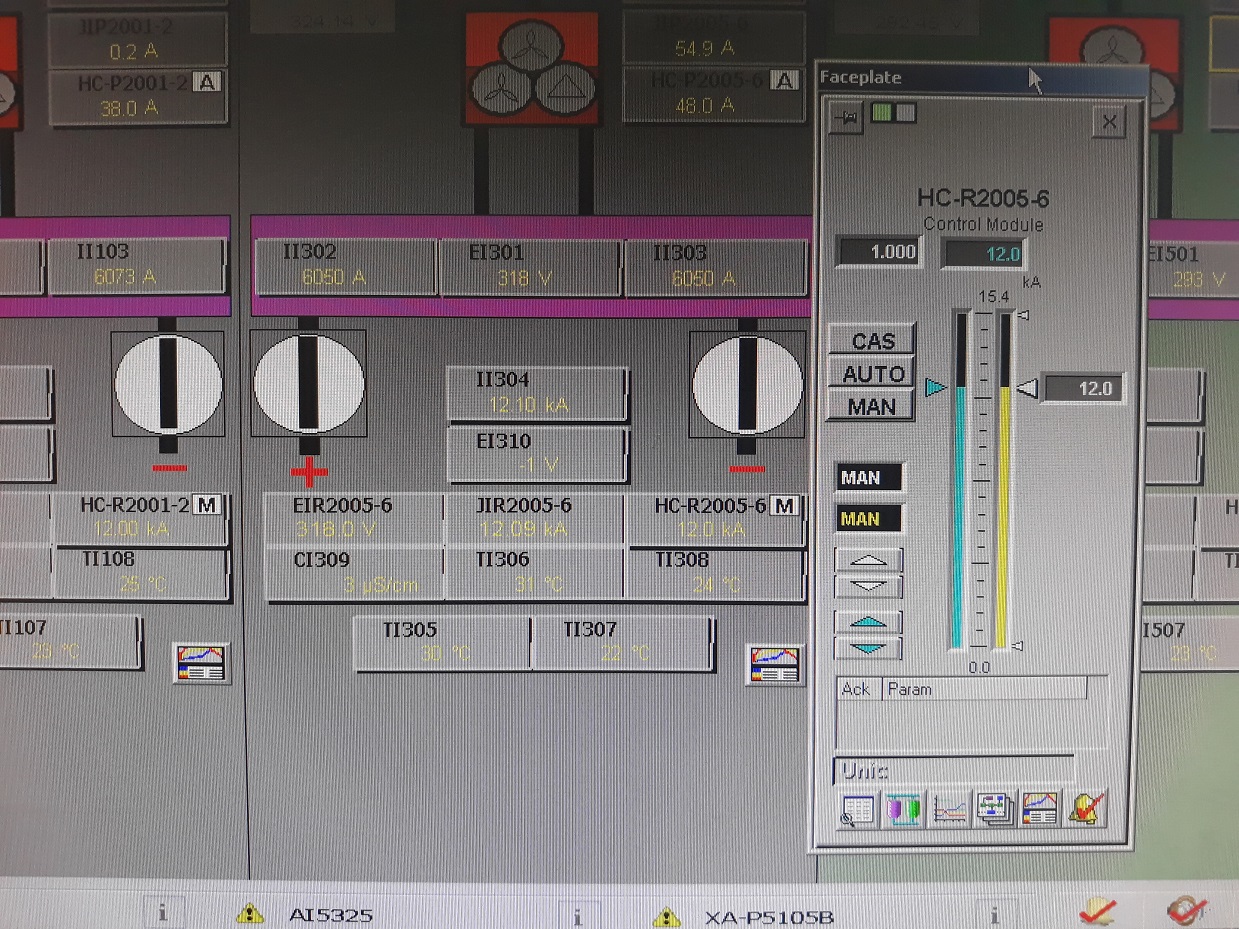 JIP2001-2
0.2 A
HC-P2001-2 A
38.0 A
JIP2005-6
54.9 A
HC-P2005-6 A
48.0 A
II103
6073 A
II302
6050 A
EI301
318 V
II303
6050 A
EI501
293 V
II304
12.10 kA
EI310
-1 V
HC-R2001-2 M
12.00 kA
TI108
25 °C
EIR2005-6
318.0 V
JIR2005-6
12.09 kA
HC-R2005-6 M
12.0 kA
CI309
3 µS/cm
TI306
31 °C
TI308
24 °C
TI107
23 °C
TI305
30 °C
TI307
22 °C
I507
23 °C
Faceplate
HC-R2005-6
Control Module
1.000
12.0
kA
15.4
CAS
AUTO
MAN
12.0
MAN
MAN
0.0
Ack Param
Unit:
i
AI5325
i
XA-P5105B
i